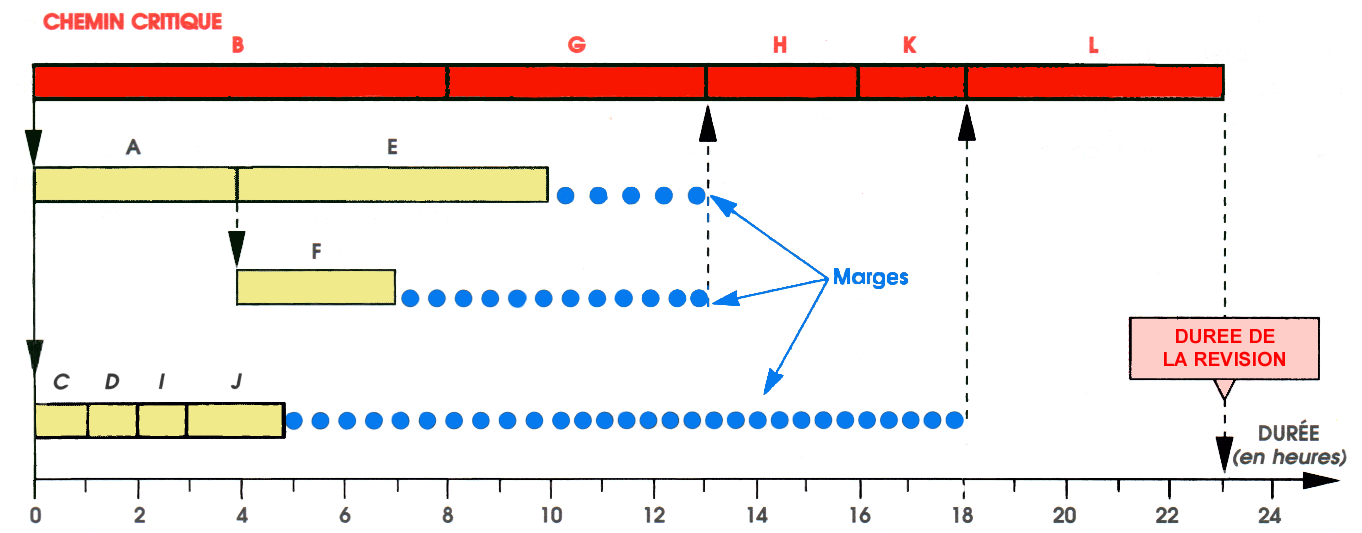 CHEMIN CRITIQUE
B G H K L
A E
F
Marges
DUREE DE
LA REVISION
C D I J
DURÉE
(en heures)
0 2 4 6 8 10 12 14 16 18 20 22 24